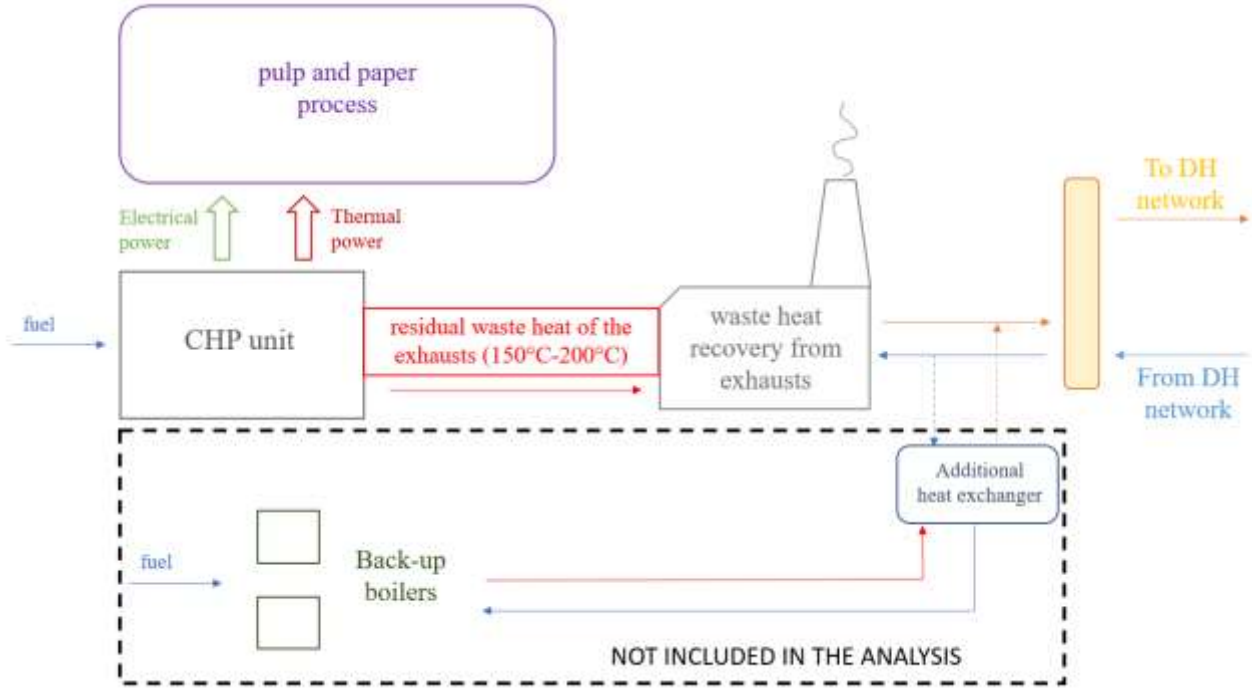 pulp and paper
process
Electrical
power
Thermal
power
To DH
network
fuel
CHP unit
residual waste heat of the
exhausts (150°C-200°C)
waste heat
recovery from
exhausts
From DH
network
Additional
heat exchanger
fuel
Back-up
boilers
NOT INCLUDED IN THE ANALYSIS